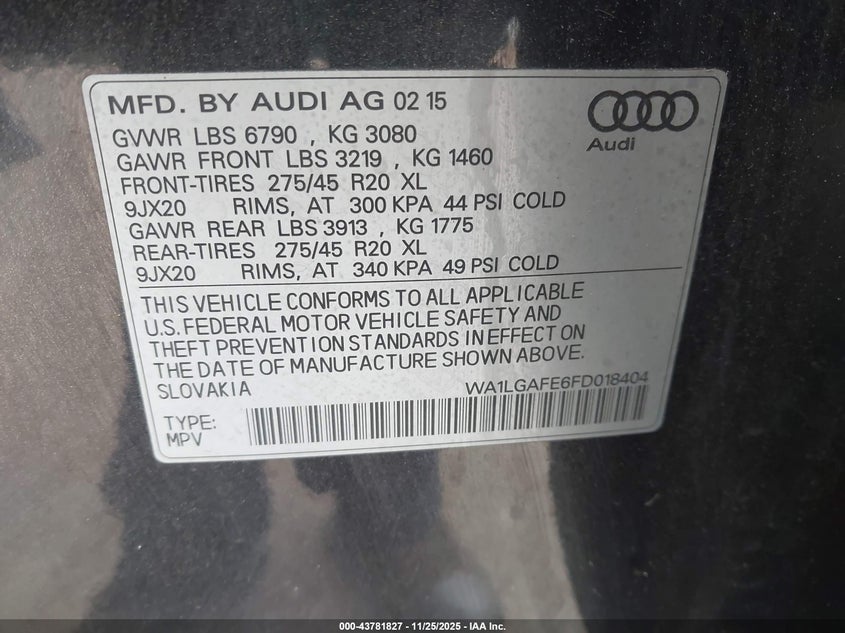 MFD. BY AUDI AG 02 15
Audi
GVWR LBS 6790 , KG 3080
GAWR FRONT LBS 3219 , KG 1460
FRONT-TIRES 275/45 R20 XL
9JX20 RIMS, AT 300 KPA 44 PSI COLD
GAWR REAR LBS 3913 , KG 1775
REAR-TIRES 275/45 R20 XL
9JX20 RIMS, AT 340 KPA 49 PSI COLD
THIS VEHICLE CONFORMS TO ALL APPLICABLE
U.S. FEDERAL MOTOR VEHICLE SAFETY AND
THEFT PREVENTION STANDARDS IN EFFECT ON
THE DATE OF MANUFACTURE SHOWN ABOVE.
SLOVAKIA WA1LGAFE6FD018404
TYPE:
MPV
000-43781827 - 11/25/2025 - IAA Inc.